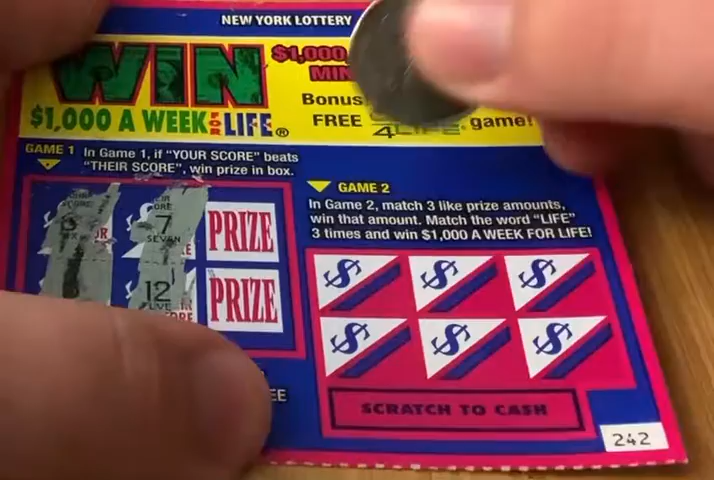 NEW YORK LOTTERY
WIN
$1,000
MIN
$1,000 A WEEK FOR LIFE®
Bonus
FREE 4LIFE game!
GAME 1 In Game 1, if "YOUR SCORE" beats
"THEIR SCORE", win prize in box.
GAME 2
In Game 2, match 3 like prize amounts,
win that amount. Match the word "LIFE"
3 times and win $1,000 A WEEK FOR LIFE!
7
SEVAN
PRIZE
12
PRIZE
$ $ $
$ $ $
SCRATCH TO CASH
242